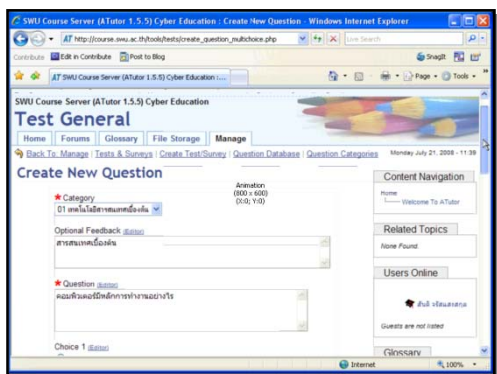 SWU Course Server (ATutor 1.5.5) Cyber Education : Create New Question - Windows Internet Explorer
http://course.swu.ac.th/tools/tests/create_question_multichoice.php
Live Search
Contribute Edit in Contribute Post to Blog
SnagIt
SWU Course Server (ATutor 1.5.5) Cyber Education :...
Page Tools
SWU Course Server (ATutor 1.5.5) Cyber Education
Test General
Home Forums Glossary File Storage Manage
Back To: Manage | Tests & Surveys | Create Test/Survey | Question Database | Question Categories
Monday July 21, 2008 - 11:39
Create New Question
Animation
(800 x 600)
(X:0; Y:0)
Content Navigation
Home
Welcome To ATutor
* Category
01 เทคโนโลยีสารสนเทศเบื้องต้น
Optional Feedback (Editor)
สารสนเทศเบื้องต้น
Related Topics
None Found.
Users Online
* Question (Editor)
คอมพิวเตอร์มีหลักการทำงานอย่างไร
Guests are not listed
Choice 1 (Editor)
Glossary
Internet
100%